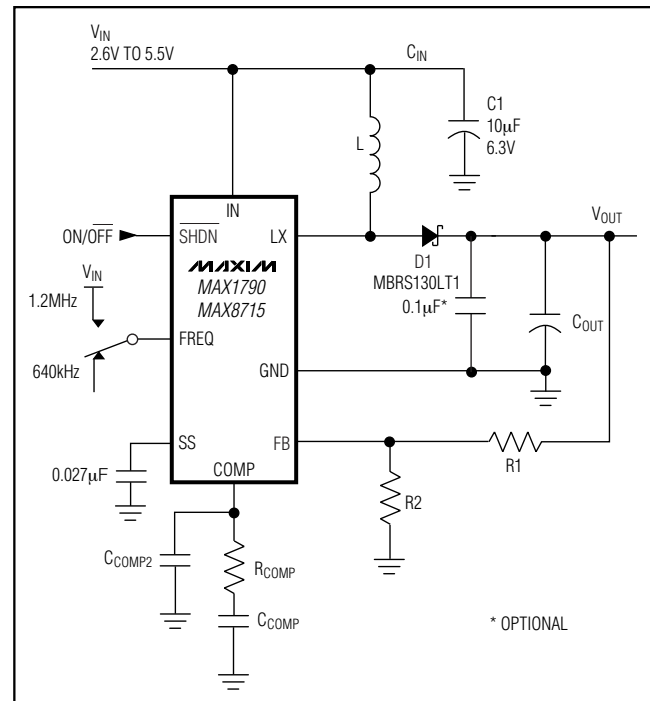 VIN
2.6V TO 5.5V
CIN
C1
10μF
6.3V
L
IN
ON/OFF
SHDN
LX
VOUT
MAXIM
MAX1790
MAX8715
D1
MBRS130LT1
0.1μF*
COUT
VIN
1.2MHz
FREQ
640kHz
GND
SS
FB
0.027μF
COMP
R1
R2
CCOMP2
RCOMP
CCOMP
* OPTIONAL